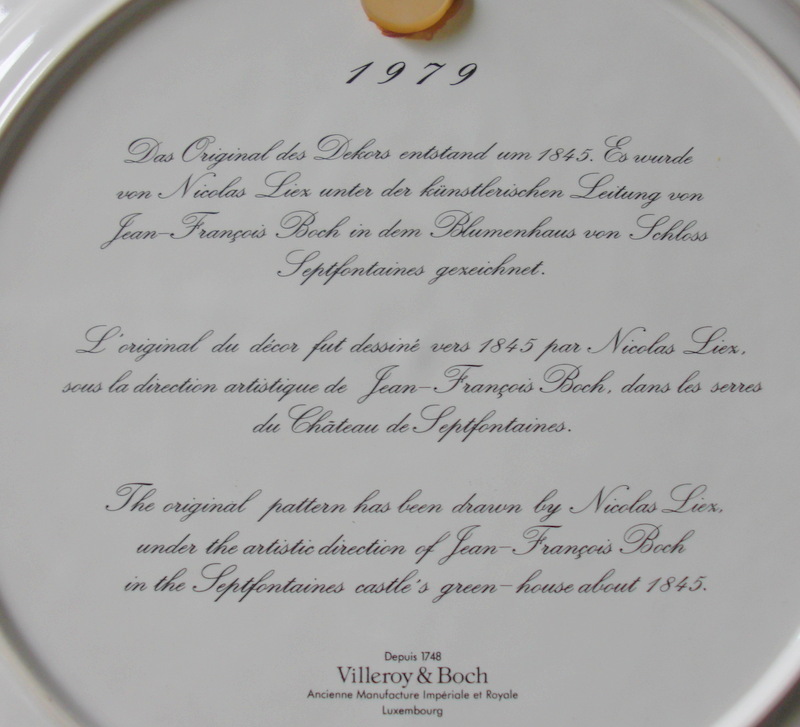 1979
Das Original des Dekors entstand um 1845. Es wurde
von Nicolas Liez unter der künstlerischen Leitung von
Jean-François Boch in dem Blumenhaus von Schloss
Septfontaines gezeichnet.
L'original du décor fut dessiné vers 1845 par Nicolas Liez,
sous la direction artistique de Jean-François Boch, dans les serres
du Château de Septfontaines.
The original pattern has been drawn by Nicolas Liez,
under the artistic direction of Jean-François Boch
in the Septfontaines castle's green-house about 1845.
Depuis 1748
Villeroy & Boch
Ancienne Manufacture Impériale et Royale
Luxembourg